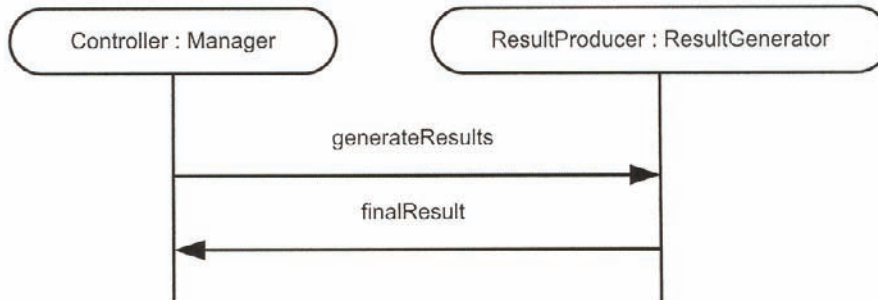 Controller : Manager
ResultProducer : ResultGenerator
generateResults
finalResult